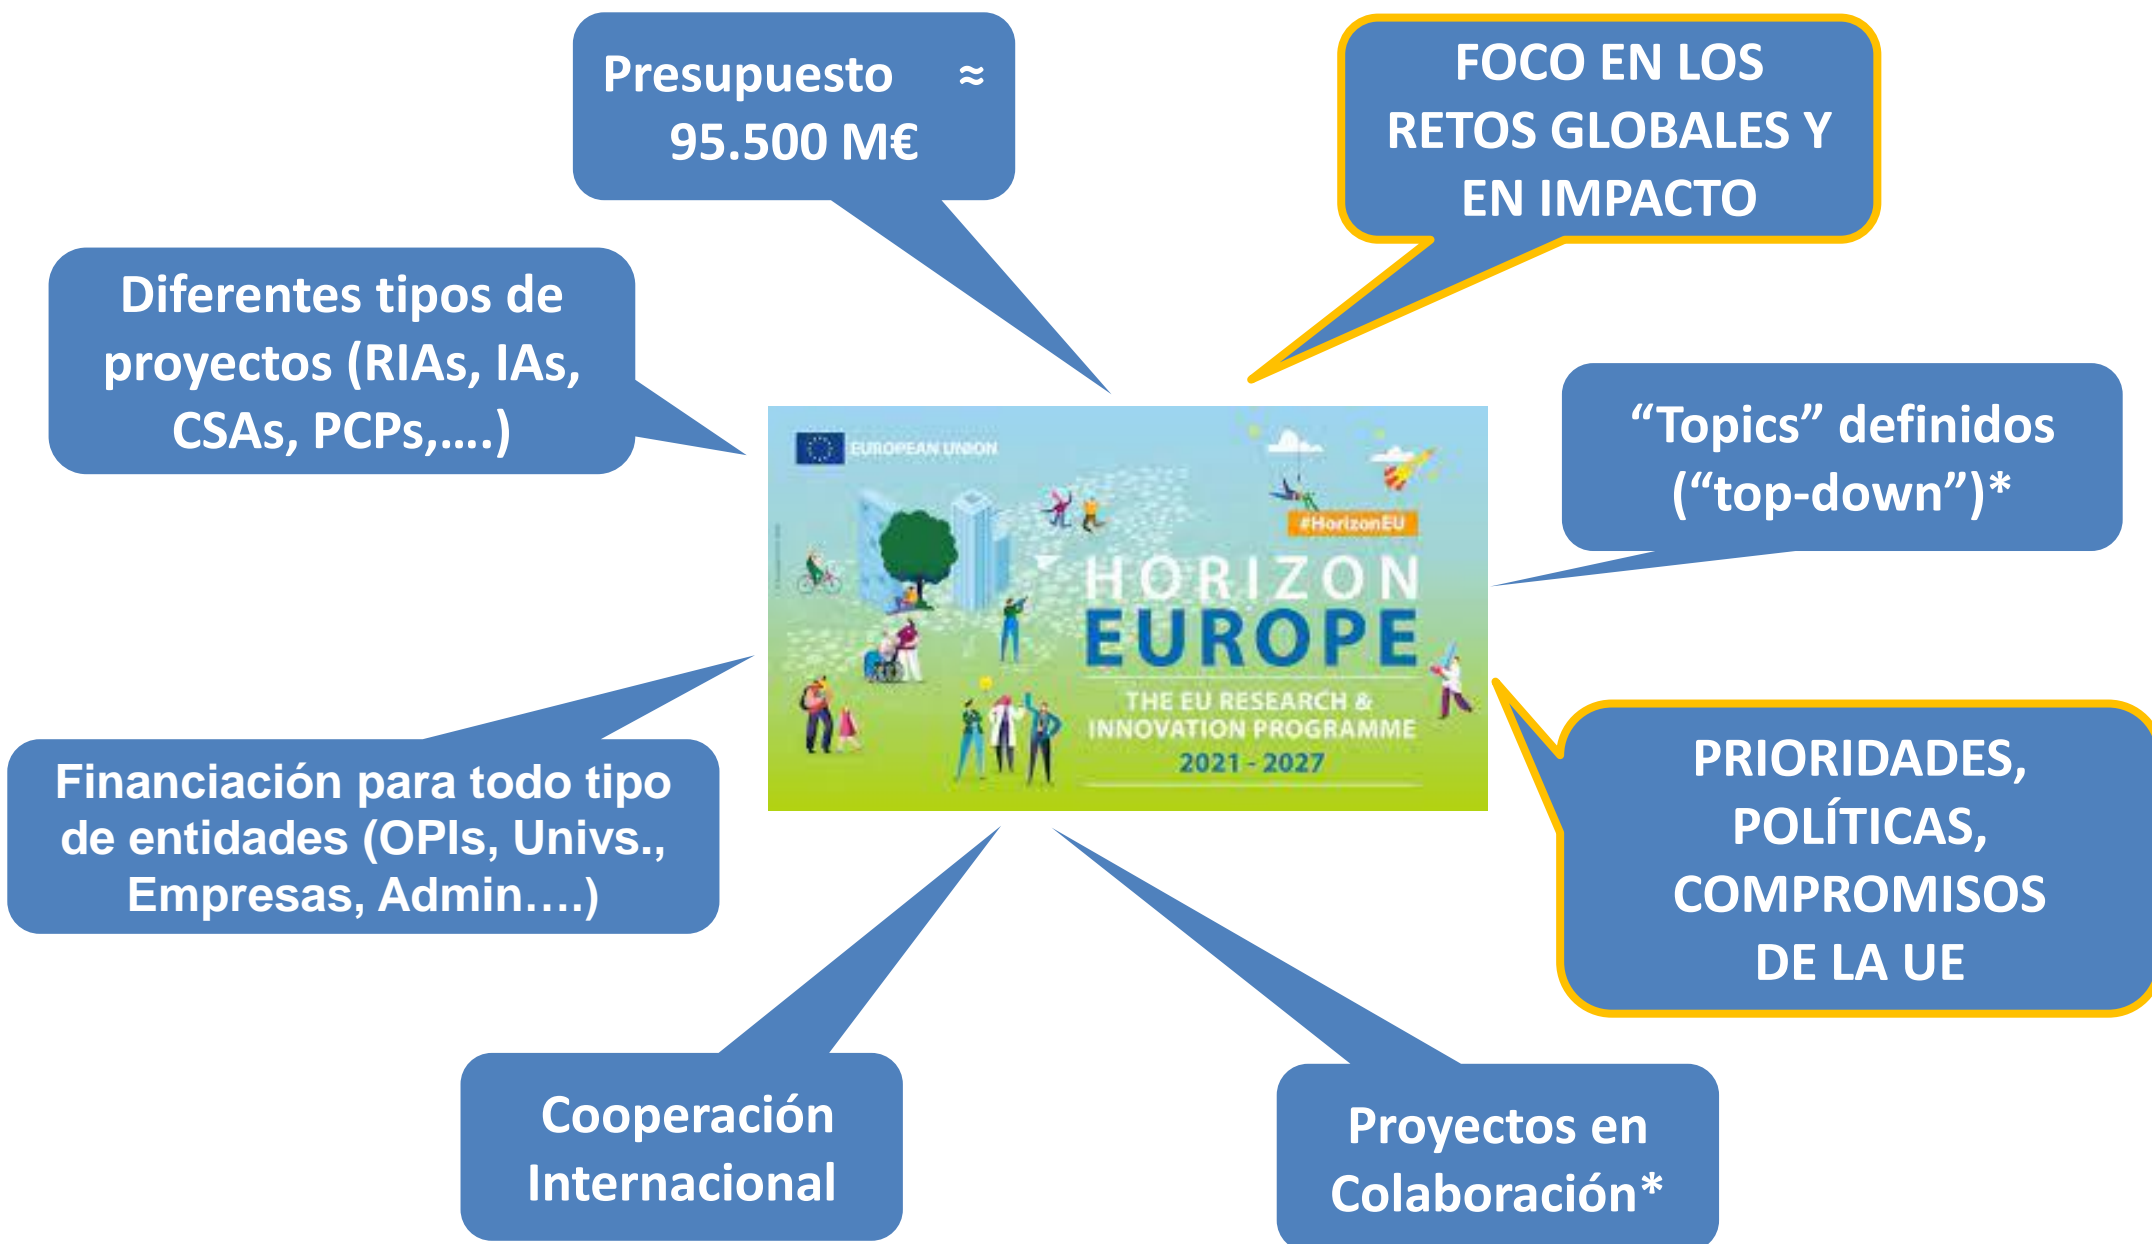 Presupuesto ≈
95.500 M€
FOCO EN LOS
RETOS GLOBALES Y
EN IMPACTO
Diferentes tipos de
proyectos (RIAs, IAs,
CSAs, PCPs,....)
“Topics” definidos
(“top-down”)*
EUROPEAN UNION
#HorizonEU
HORIZON
EUROPE
THE EU RESEARCH &
INNOVATION PROGRAMME
2021 - 2027
Financiación para todo tipo
de entidades (OPIs, Univs.,
Empresas, Admin….)
PRIORIDADES,
POLÍTICAS,
COMPROMISOS
DE LA UE
Cooperación
Internacional
Proyectos en
Colaboración*